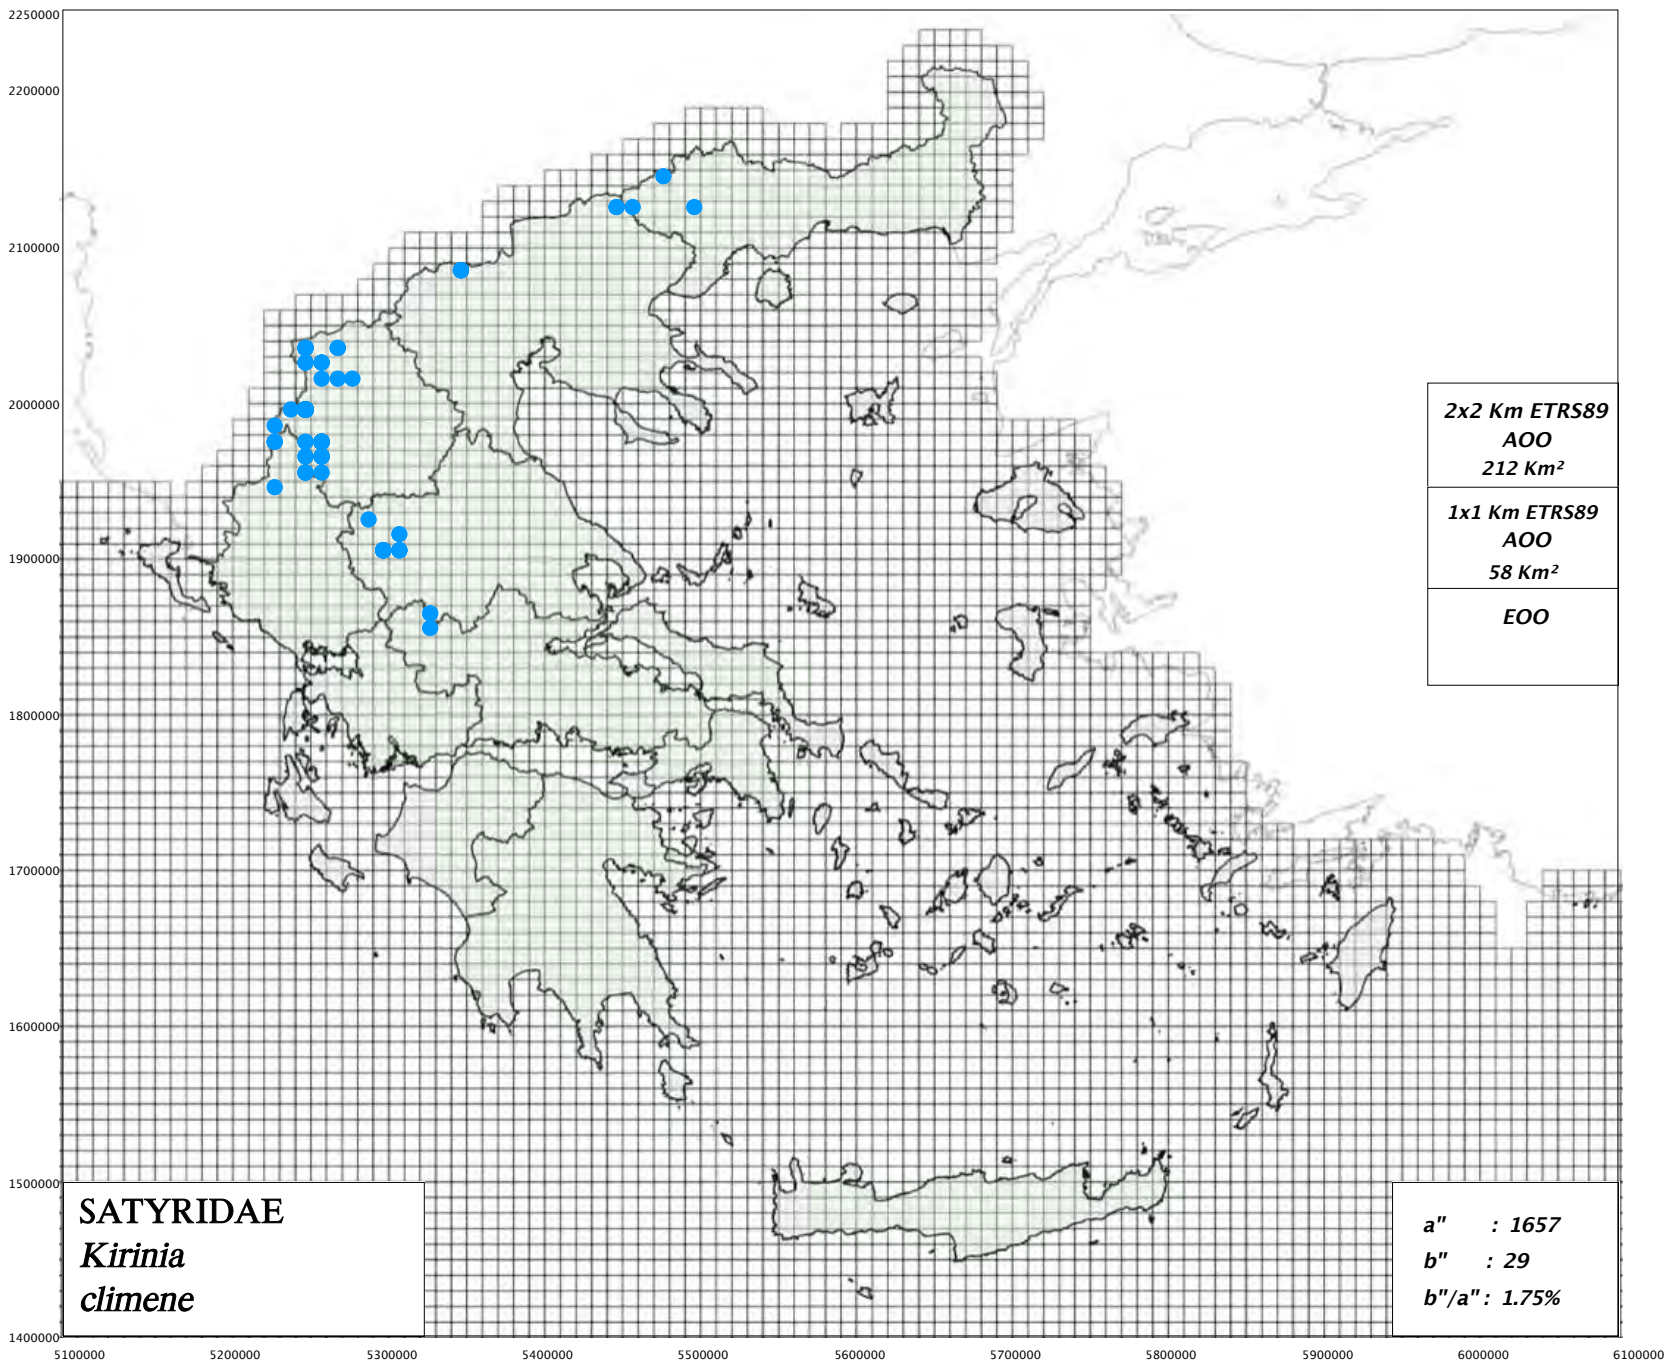 2250000
2200000
2100000
2000000
1900000
1800000
1700000
1600000
1500000
1400000
2x2 Km ETRS89
AOO
212 Km²
1x1 Km ETRS89
AOO
58 Km²
EOO
SATYRIDAE
Kirinia
climene
a" : 1657
b" : 29
b"/a" : 1.75%
5100000 5200000 5300000 5400000 5500000 5600000 5700000 5800000 5900000 6000000 6100000